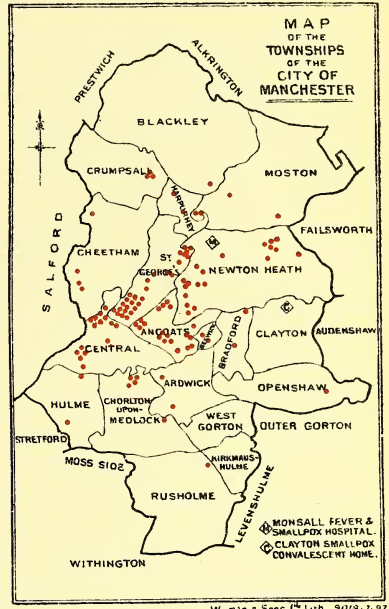 MAP
OF THE
TOWNSHIPS
OF THE
CITY OF
MANCHESTER
PRESTWICH
ALKRINGTON
BLACKLEY
CRUMPSALL
MOSTON
HARPURHEY
SALFORD
FAILSWORTH
CHEETHAM
ST
GEORGES
M
NEWTON HEATH
C
ANCOATS
BRADFORD
CLAYTON
AUDENSHAW
CENTRAL
ARDWICK
OPENSHAW
HULME
CHORLTON
UPON-
MEDLOCK
WEST
GORTON
OUTER GORTON
STRETFORD
MOSS SIDE
KIRKMANS-
HULME
RUSHOLME
LEVENSHULME
WITHINGTON
M MONSALL FEVER &
SMALLPOX HOSPITAL.
C CLAYTON SMALLPOX
CONVALESCENT HOME.